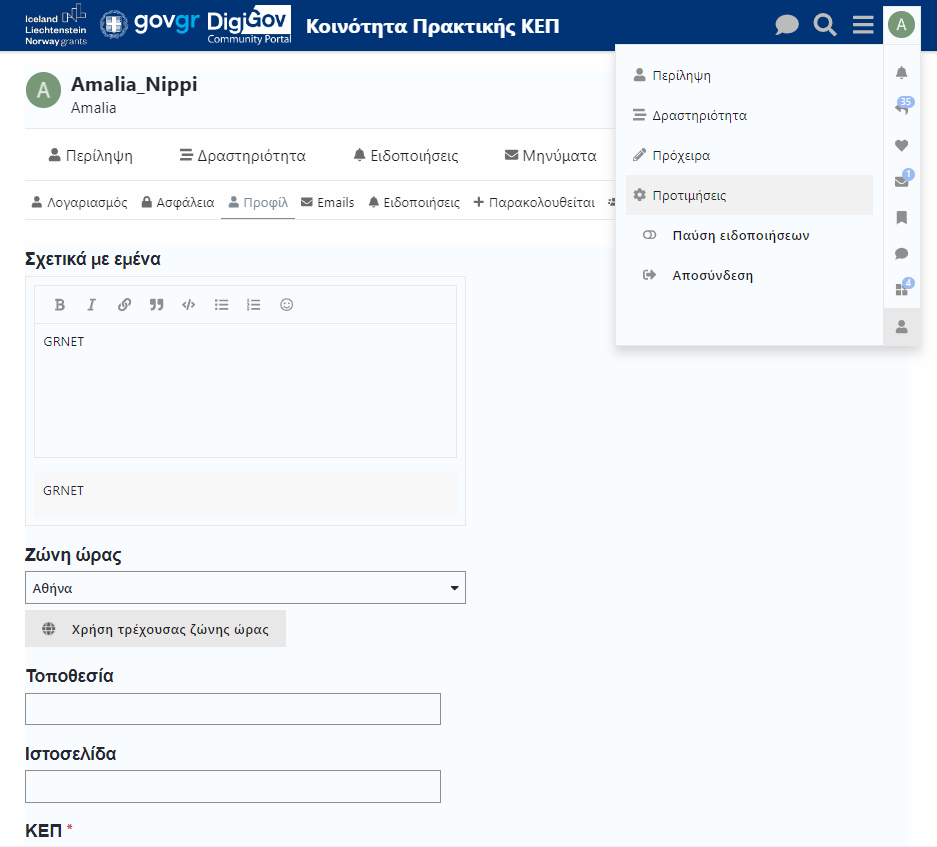 Iceland
Liechtenstein
Norway grants
govgr
DigiGov
Community Portal
Κοινότητα Πρακτικής ΚΕΠ
A
A
Amalia_Nippi
Amalia
Περίληψη
Δραστηριότητα
Ειδοποιήσεις
Μηνύματα
Λογαριασμός
Ασφάλεια
Προφίλ
Emails
Ειδοποιήσεις
Παρακολουθείται
Περίληψη
Δραστηριότητα
Πρόχειρα
Προτιμήσεις
Παύση ειδοποιήσεων
Αποσύνδεση
35
1
4
Σχετικά με εμένα
B I
GRNET
GRNET
Ζώνη ώρας
Αθήνα
Χρήση τρέχουσας ζώνης ώρας
Τοποθεσία
Ιστοσελίδα
ΚΕΠ *